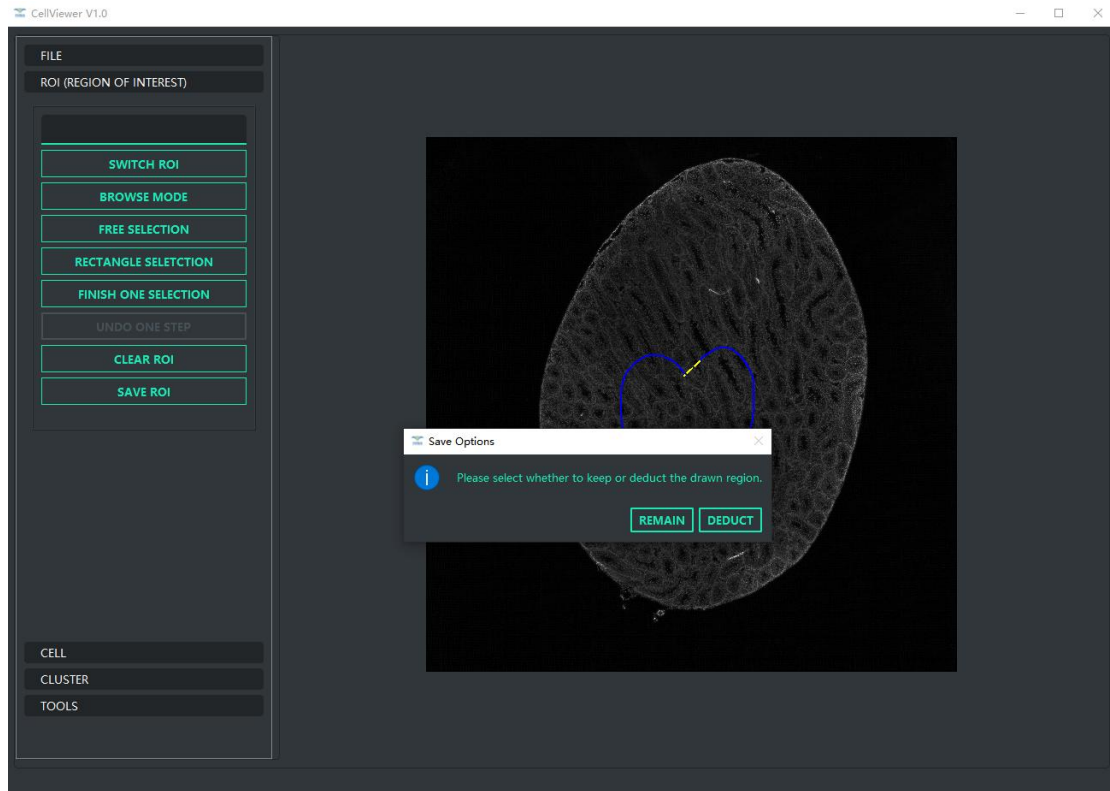 CellViewer V1.0
FILE
ROI (REGION OF INTEREST)
SWITCH ROI
BROWSE MODE
FREE SELECTION
RECTANGLE SELETCTION
FINISH ONE SELECTION
UNDO ONE STEP
CLEAR ROI
SAVE ROI
Save Options
Please select whether to keep or deduct the drawn region.
REMAIN DEDUCT
CELL
CLUSTER
TOOLS